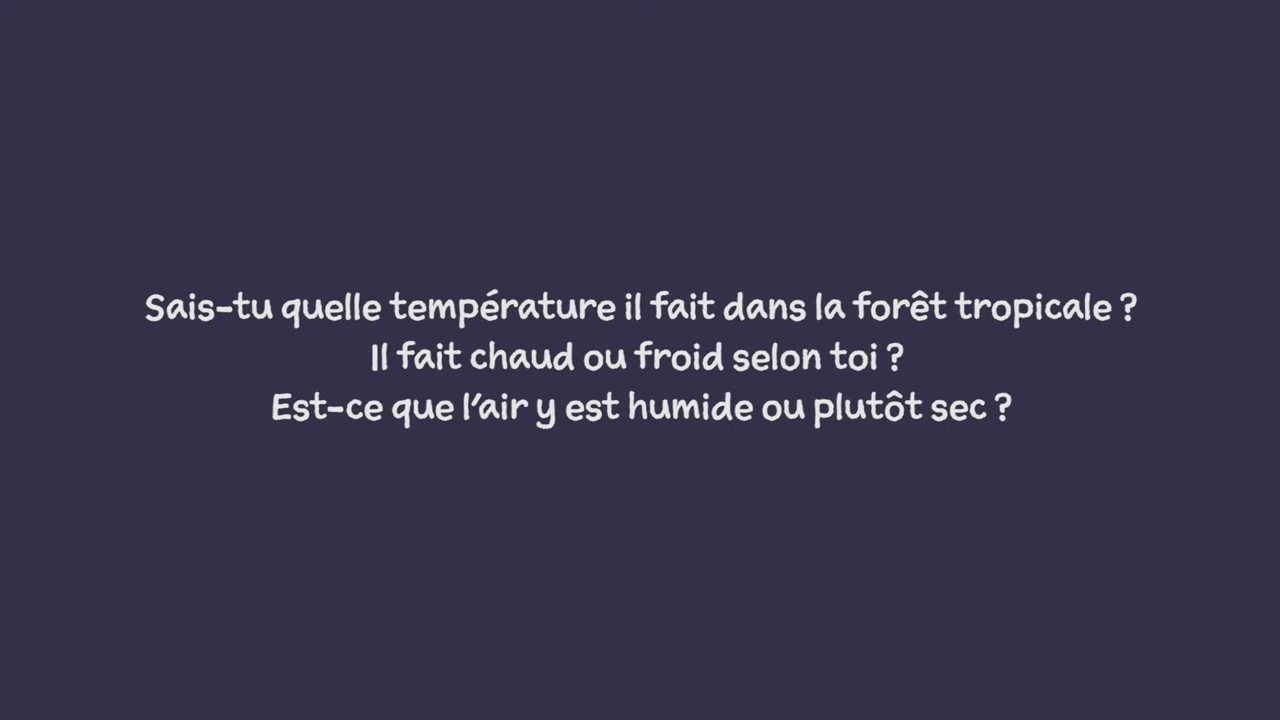 Sais-tu quelle température il fait dans la forêt tropicale ?
Il fait chaud ou froid selon toi ?
Est-ce que l'air y est humide ou plutôt sec ?